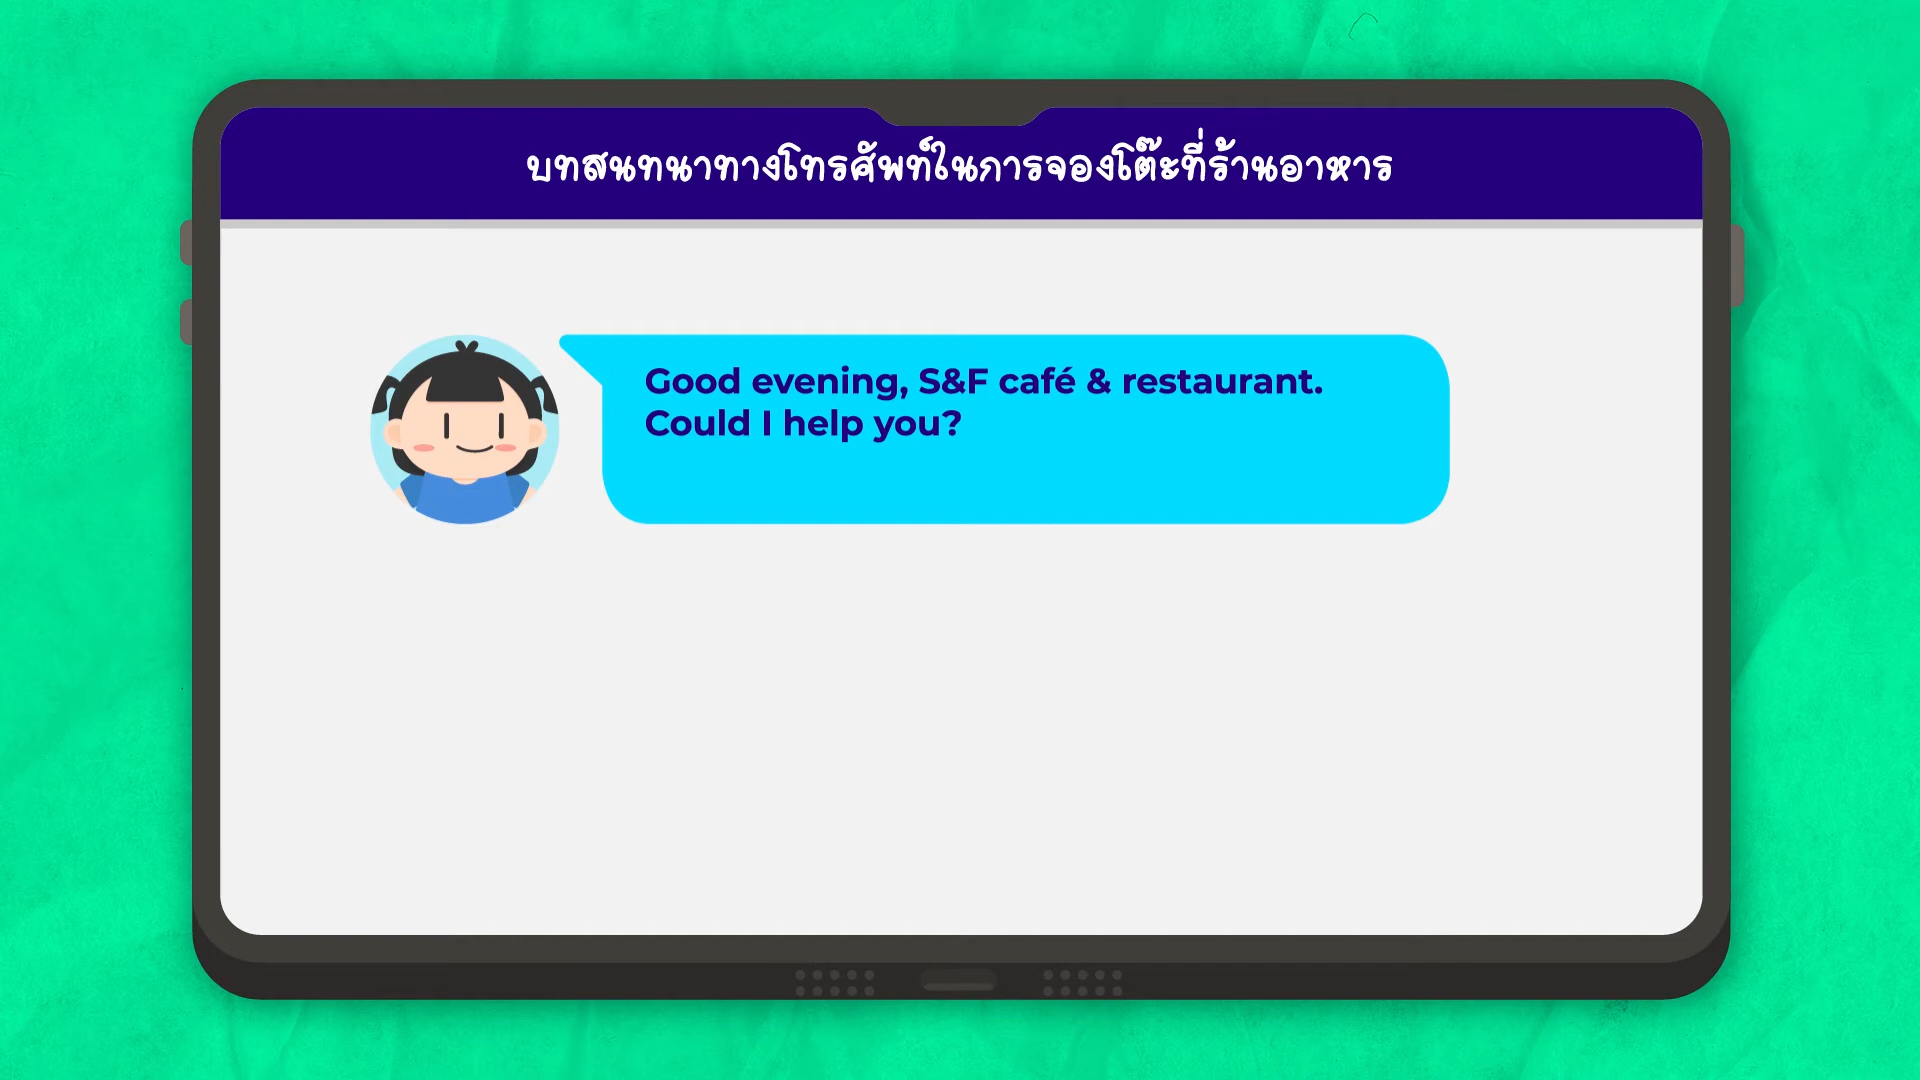 บทสนทนาทางโทรศัพท์ในการจองโต๊ะที่ร้านอาหาร
Good evening, S&F café & restaurant.
Could I help you?